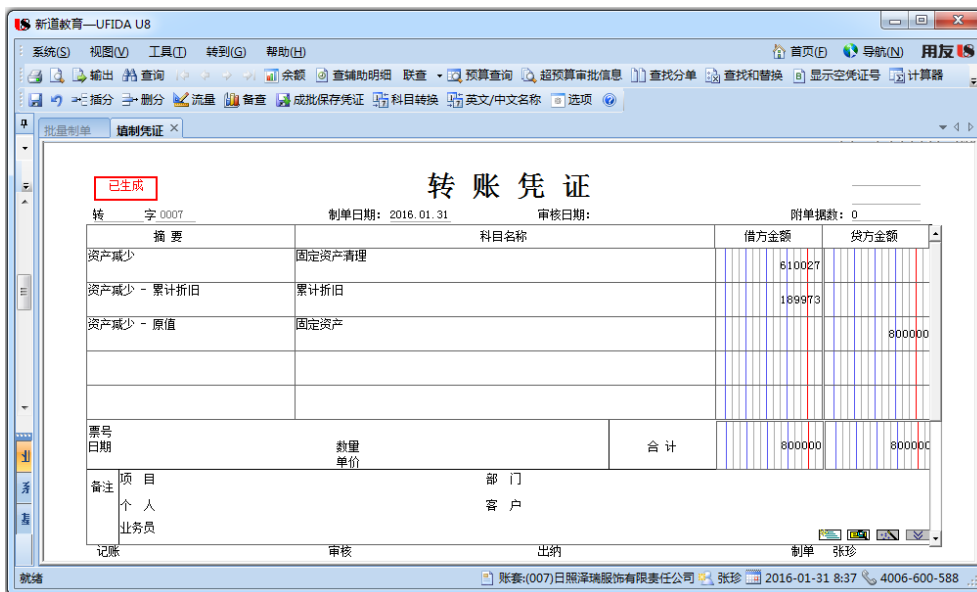 新道教育—UFIDA U8
系统(S) 视图(V) 工具(T) 转到(G) 帮助(H) 首页(F) 导航(N) 用友U8
输出 查询 余额 查辅助明细 联查 预算查询 超预算审批信息 查找分单 查找和替换 显示空凭证号 计算器
插分 删分 流量 备查 成批保存凭证 科目转换 英文/中文名称 选项
批量制单 填制凭证
已生成
转账凭证
转 字 0007 制单日期: 2016.01.31 审核日期: 附单据数: 0
摘要 科目名称 借方金额 贷方金额
资产减少 固定资产清理 610027
资产减少 - 累计折旧 累计折旧 189973
资产减少 - 原值 固定资产 800000
票号
日期 数量 合计 800000 800000
单价
备注 项目 部门
个人 客户
业务员
记账 审核 出纳 制单 张珍
就绪 账套:(007)日照泽瑞服饰有限责任公司 张珍 2016-01-31 8:37 4006-600-588